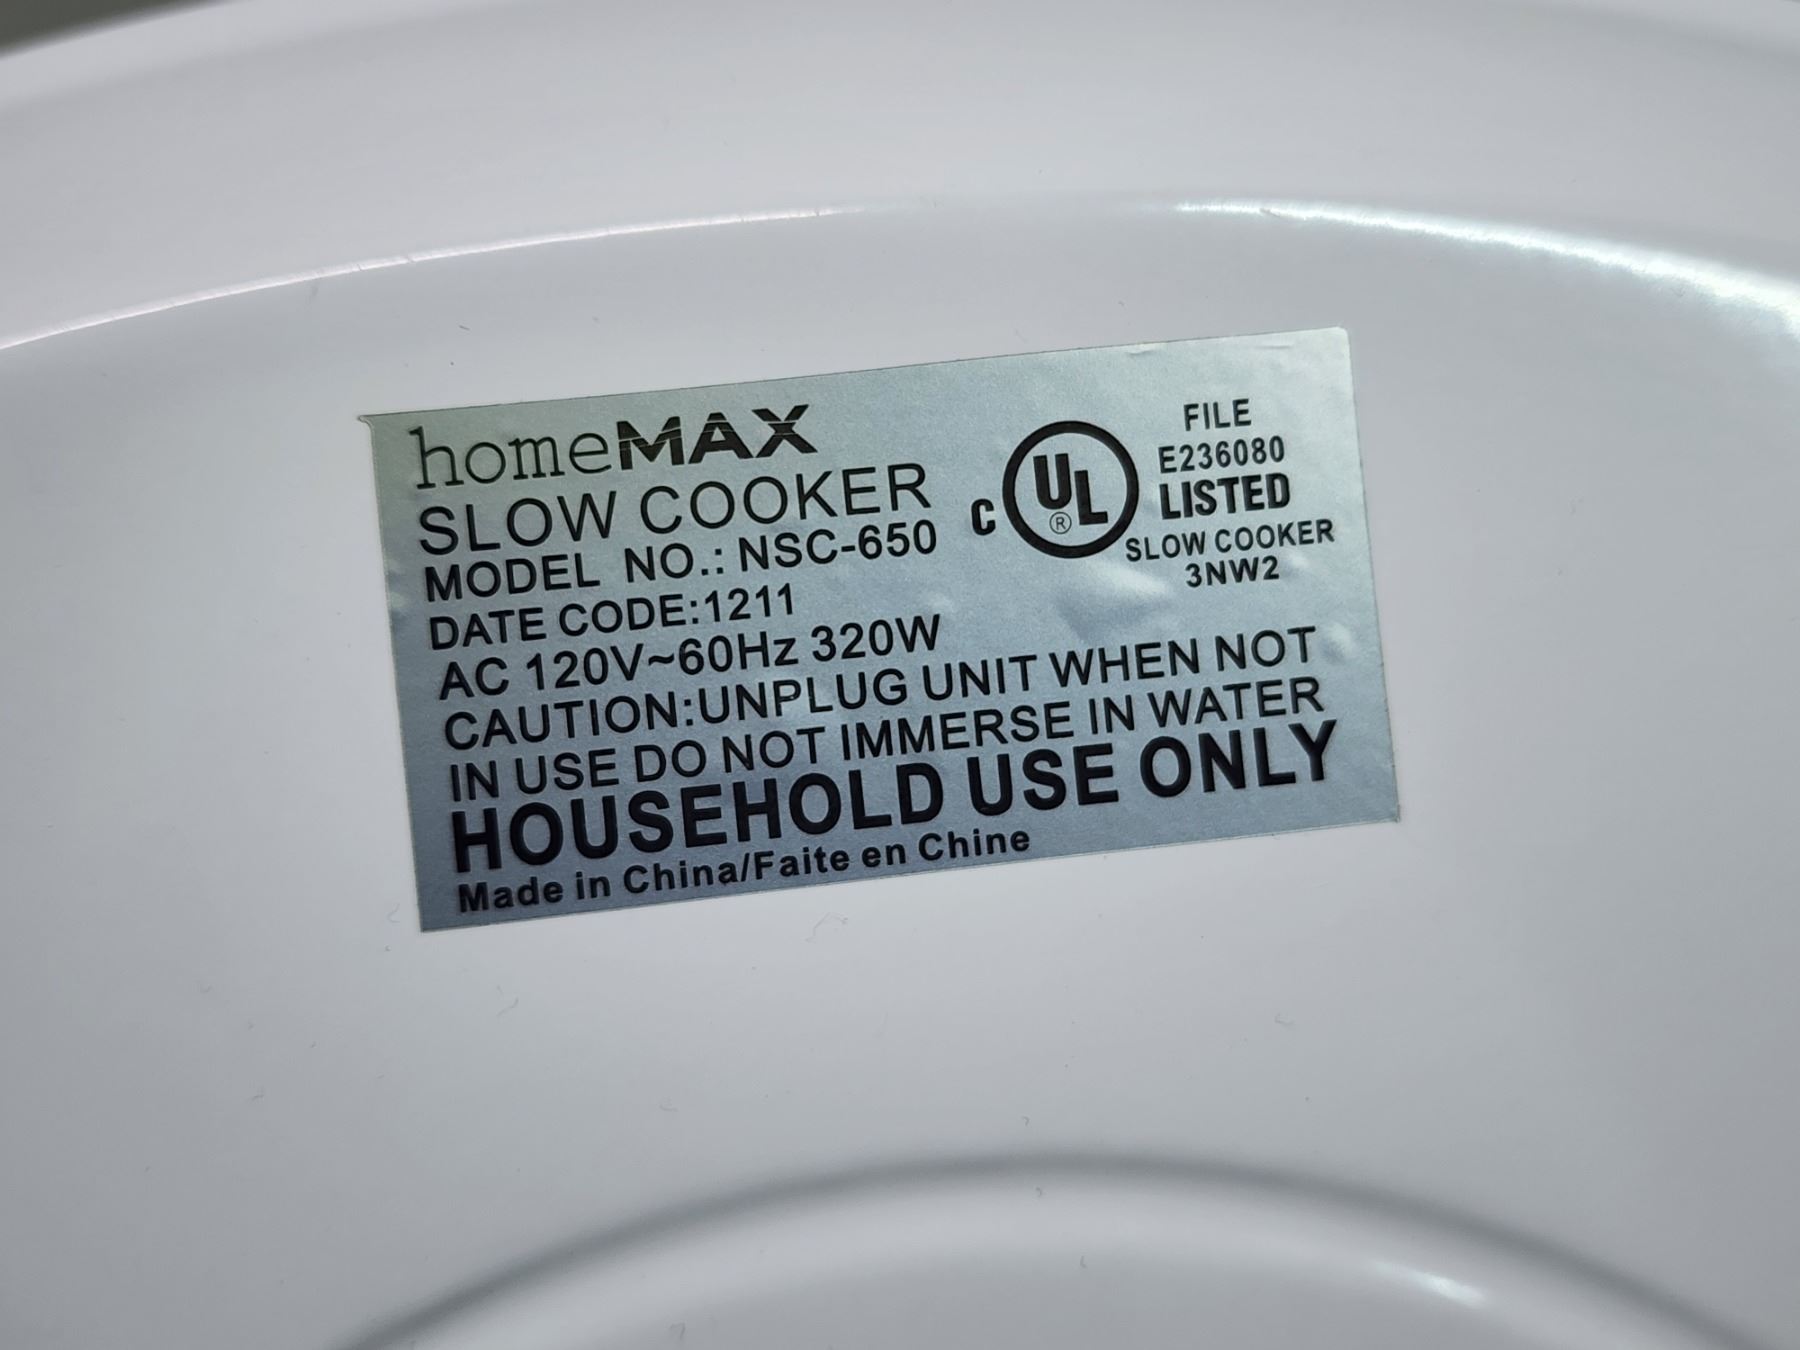 homeMAX
SLOW COOKER
MODEL NO.: NSC-650
DATE CODE:1211
AC 120V~60Hz 320W
CAUTION:UNPLUG UNIT WHEN NOT
IN USE DO NOT IMMERSE IN WATER
HOUSEHOLD USE ONLY
Made in China/Faite en Chine
C UL ®
FILE
E236080
LISTED
SLOW COOKER
3NW2